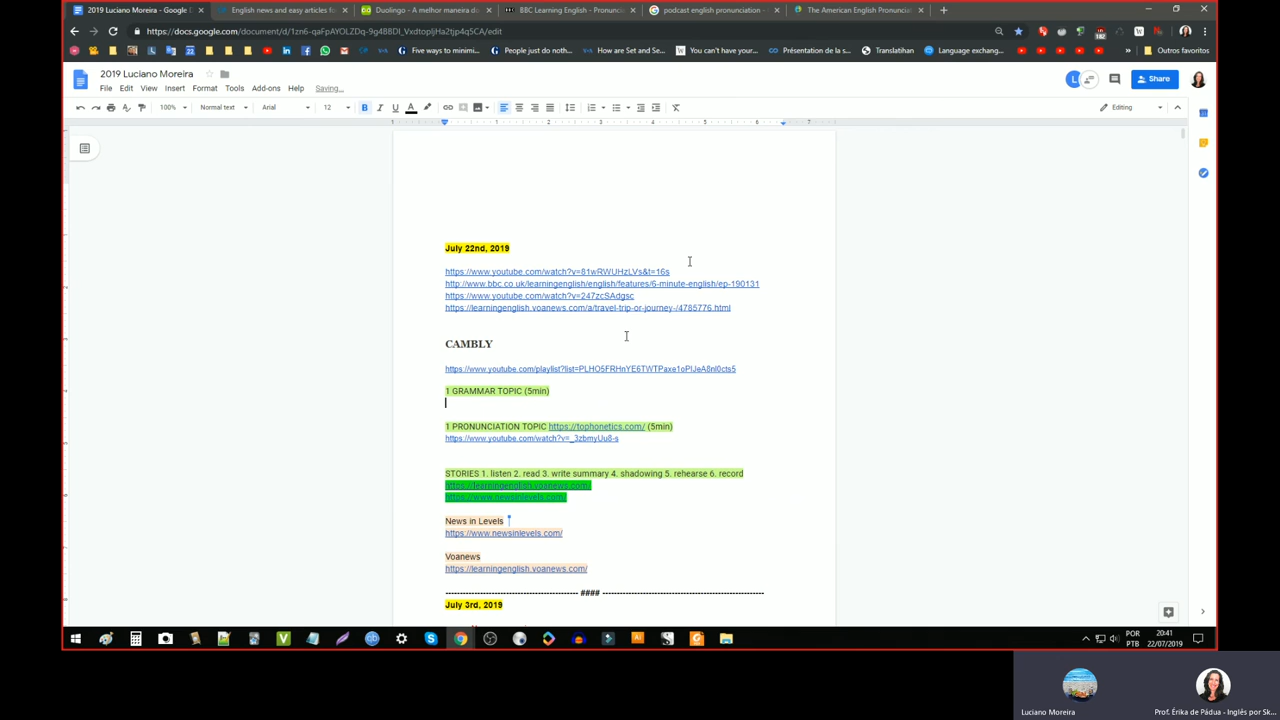 2019 Luciano Moreira - Google D
English news and easy articles fo
Duolingo - A melhor maneira de
BBC Learning English - Pronunci
podcast english pronunciation -
The American English Pronuncia
https://docs.google.com/document/d/1zn6-qaFpAYOLZDq-9g4B8DI_VxdtopljHa2tjp4q5CA/edit
Five ways to minimi...
People just do noth...
How are Set and Se...
You can't have your...
Présentation de la s...
Translatihan
Language exchang...
Outros favoritos
2019 Luciano Moreira
File Edit View Insert Format Tools Add-ons Help Saving...
Share
100% Normal text Arial 12 Editing
July 22nd, 2019
https://www.youtube.com/watch?v=81wRWUHzLVs&t=16s
http://www.bbc.co.uk/learningenglish/english/features/6-minute-english/ep-190131
https://www.youtube.com/watch?v=247zcSAdgsc
https://learningenglish.voanews.com/a/travel-trip-or-journey-/4785776.html
CAMBLY
https://www.youtube.com/playlist?list=PLHO5FRHnYE6TWTPaxe1oPlJeA8nl0cts5
1 GRAMMAR TOPIC (5min)
1 PRONUNCIATION TOPIC https://tophonetics.com/ (5min)
https://www.youtube.com/watch?v=_3zbmyUu8-s
STORIES 1. listen 2. read 3. write summary 4. shadowing 5. rehearse 6. record
https://learningenglish.voanews.com/
https://www.newsinlevels.com/
News in Levels
https://www.newsinlevels.com/
Voanews
https://learningenglish.voanews.com/
---------------------------------------------- #### ------------------------------------------------------
July 3rd, 2019
POR
PTB
20:41
22/07/2019
Luciano Moreira
Prof. Érika de Pádua - Inglês por Sk...